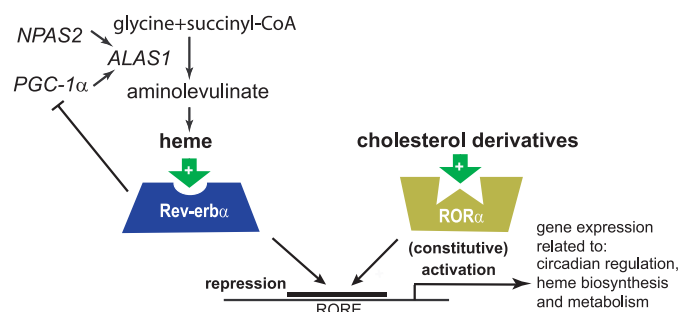 glycine+succinyl-CoA
NPAS2
ALAS1
PGC-1α
aminolevulinate
heme
cholesterol derivatives
+
+
Rev-erbα
RORα
(constitutive)
activation
repression
RORE
gene expression
related to:
circadian regulation,
heme biosynthesis
and metabolism